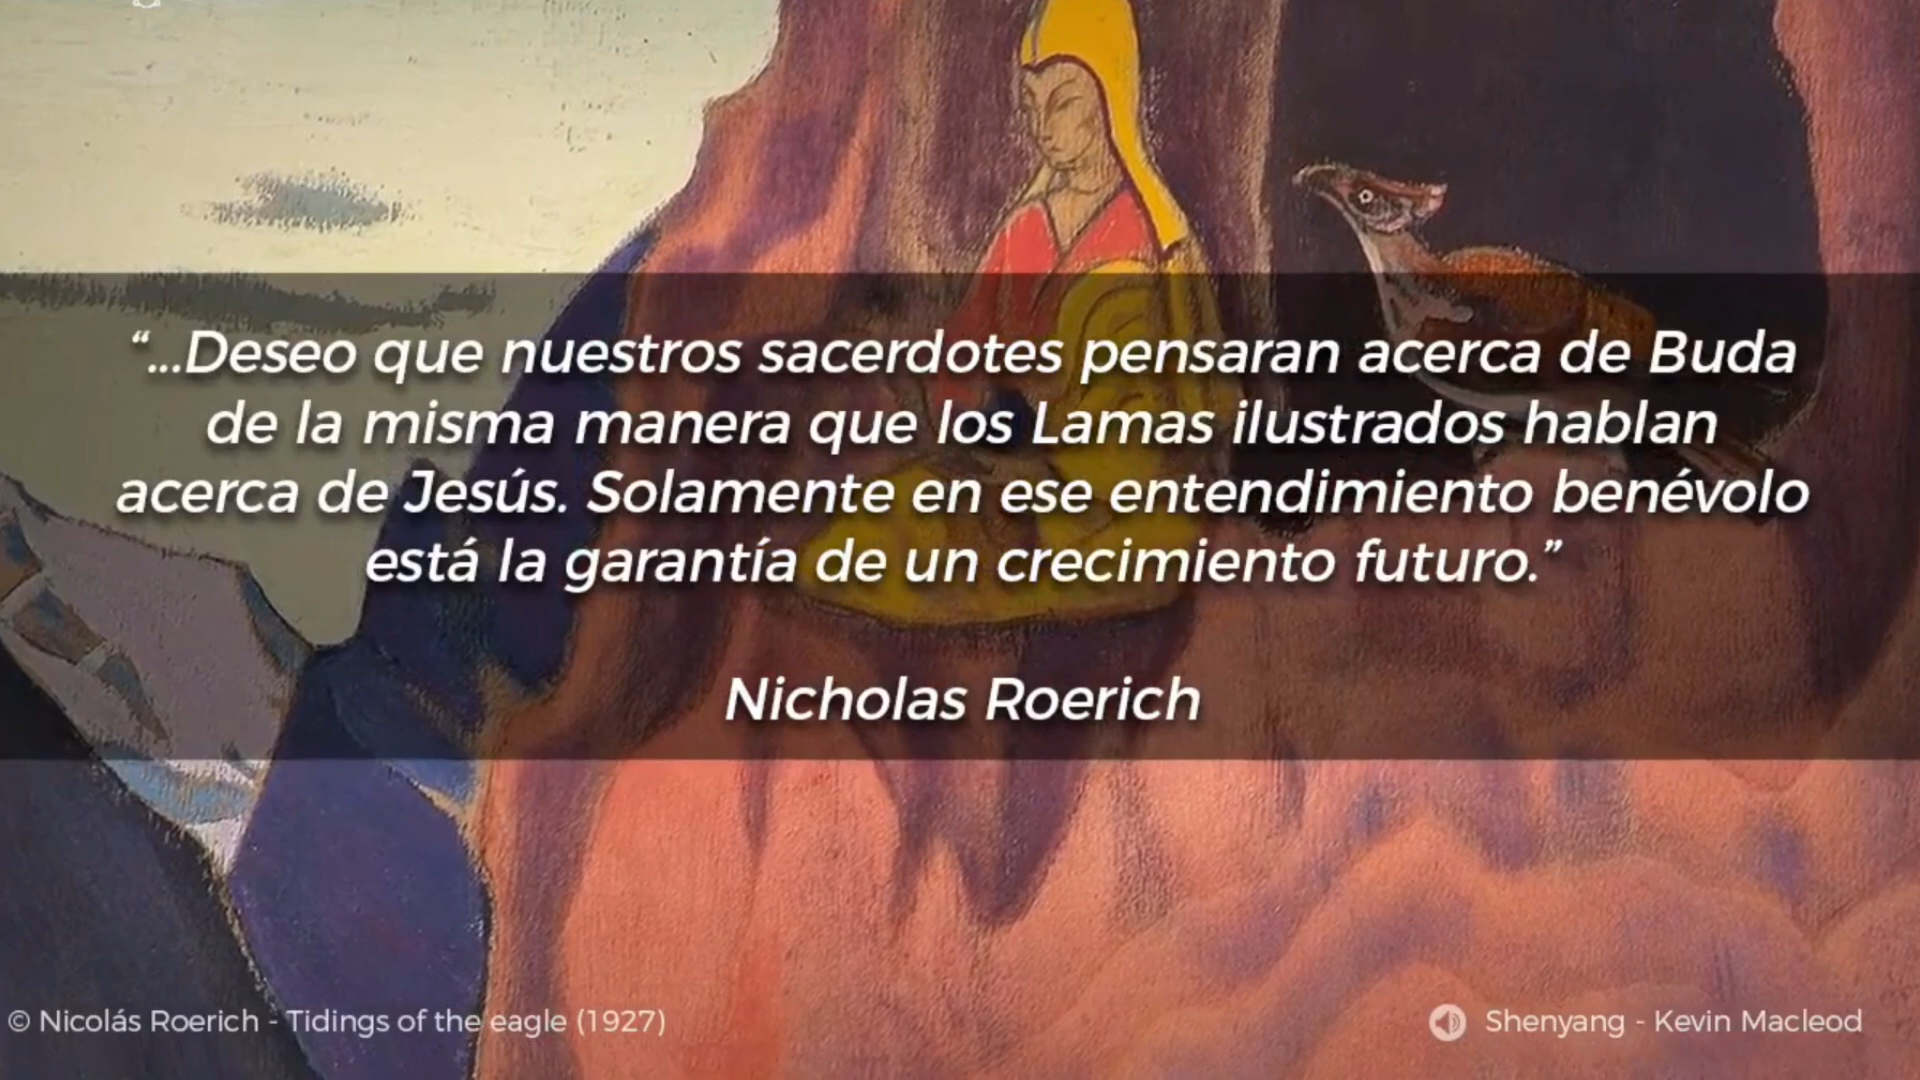 “...Deseo que nuestros sacerdotes pensaran acerca de Buda
de la misma manera que los Lamas ilustrados hablan
acerca de Jesús. Solamente en ese entendimiento benévolo
está la garantía de un crecimiento futuro.”
Nicholas Roerich
© Nicolás Roerich - Tidings of the eagle (1927)
Shenyang - Kevin Macleod